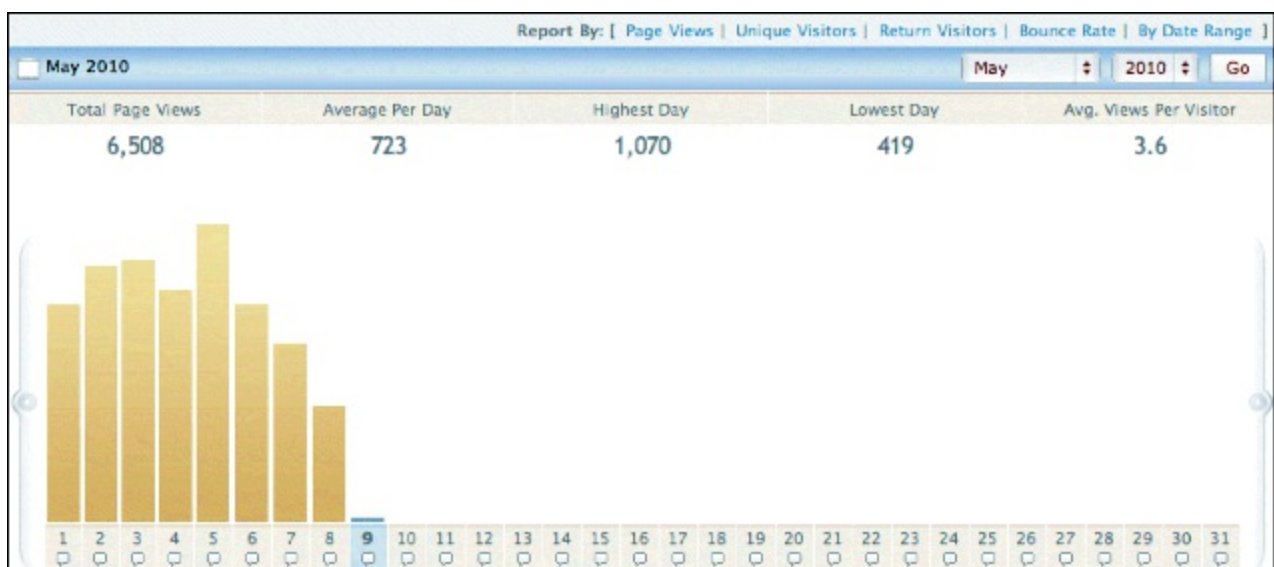 Report By: [ Page Views | Unique Visitors | Return Visitors | Bounce Rate | By Date Range ]
May 2010 May 2010 Go
Total Page Views Average Per Day Highest Day Lowest Day Avg. Views Per Visitor
6,508 723 1,070 419 3.6
1 2 3 4 5 6 7 8 9 10 11 12 13 14 15 16 17 18 19 20 21 22 23 24 25 26 27 28 29 30 31